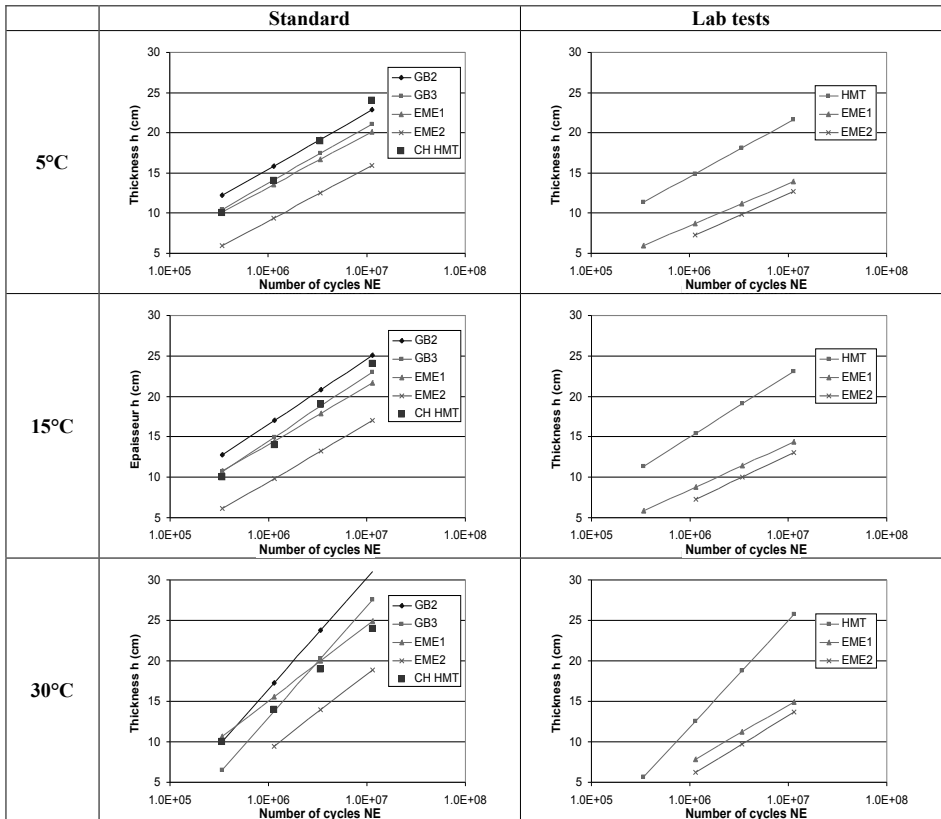 Standard
Lab tests
5°C
30
25
20
15
10
5
Thickness h (cm)
1.0E+05
1.0E+06
1.0E+07
1.0E+08
Number of cycles NE
GB2
GB3
EME1
EME2
CH HMT
30
25
20
15
10
5
Thickness h (cm)
1.0E+05
1.0E+06
1.0E+07
1.0E+08
Number of cycles NE
HMT
EME1
EME2
15°C
30
25
20
15
10
5
Epaisseur h (cm)
1.0E+05
1.0E+06
1.0E+07
1.0E+08
Number of cycles NE
GB2
GB3
EME1
EME2
CH HMT
30
25
20
15
10
5
Thickness h (cm)
1.0E+05
1.0E+06
1.0E+07
1.0E+08
Number of cycles NE
HMT
EME1
EME2
30°C
30
25
20
15
10
5
Thickness h (cm)
1.0E+05
1.0E+06
1.0E+07
1.0E+08
Number of cycles NE
GB2
GB3
EME1
EME2
CH HMT
30
25
20
15
10
5
Thickness h (cm)
1.0E+05
1.0E+06
1.0E+07
1.0E+08
Number of cycles NE
HMT
EME1
EME2